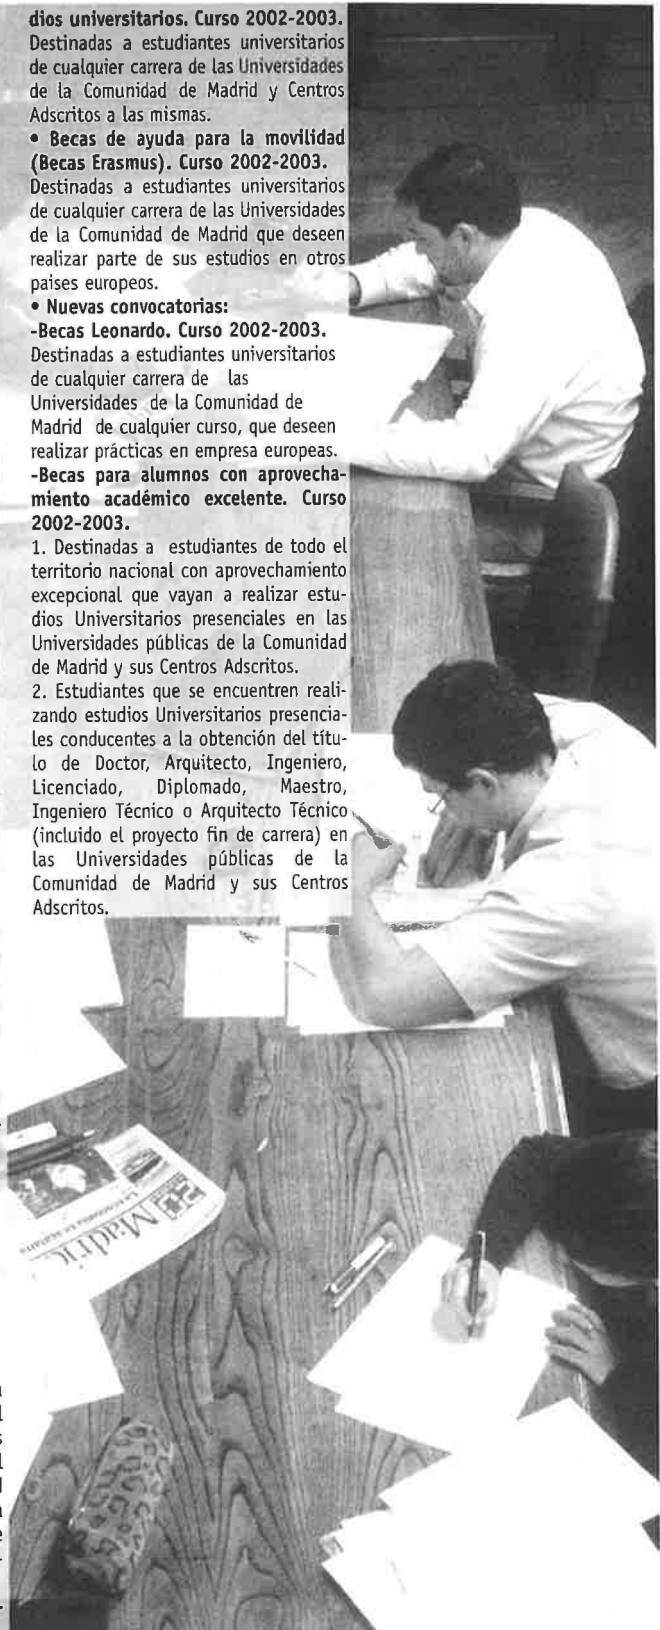 dios universitarios. Curso 2002-2003.
Destinadas a estudiantes universitarios
de cualquier carrera de las Universidades
de la Comunidad de Madrid y Centros
Adscritos a las mismas.
• Becas de ayuda para la movilidad
(Becas Erasmus). Curso 2002-2003.
Destinadas a estudiantes universitarios
de cualquier carrera de las Universidades
de la Comunidad de Madrid que deseen
realizar parte de sus estudios en otros
paises europeos.
• Nuevas convocatorias:
-Becas Leonardo. Curso 2002-2003.
Destinadas a estudiantes universitarios
de cualquier carrera de las
Universidades de la Comunidad de
Madrid de cualquier curso, que deseen
realizar prácticas en empresa europeas.
-Becas para alumnos con aprovecha-
miento académico excelente. Curso
2002-2003.
1. Destinadas a estudiantes de todo el
territorio nacional con aprovechamiento
excepcional que vayan a realizar estu-
dios Universitarios presenciales en las
Universidades públicas de la Comunidad
de Madrid y sus Centros Adscritos.
2. Estudiantes que se encuentren reali-
zando estudios Universitarios presencia-
les conducentes a la obtención del títu-
lo de Doctor, Arquitecto, Ingeniero,
Licenciado, Diplomado, Maestro,
Ingeniero Técnico o Arquitecto Técnico
(incluido el proyecto fin de carrera) en
las Universidades públicas de la
Comunidad de Madrid y sus Centros
Adscritos.
Madrid